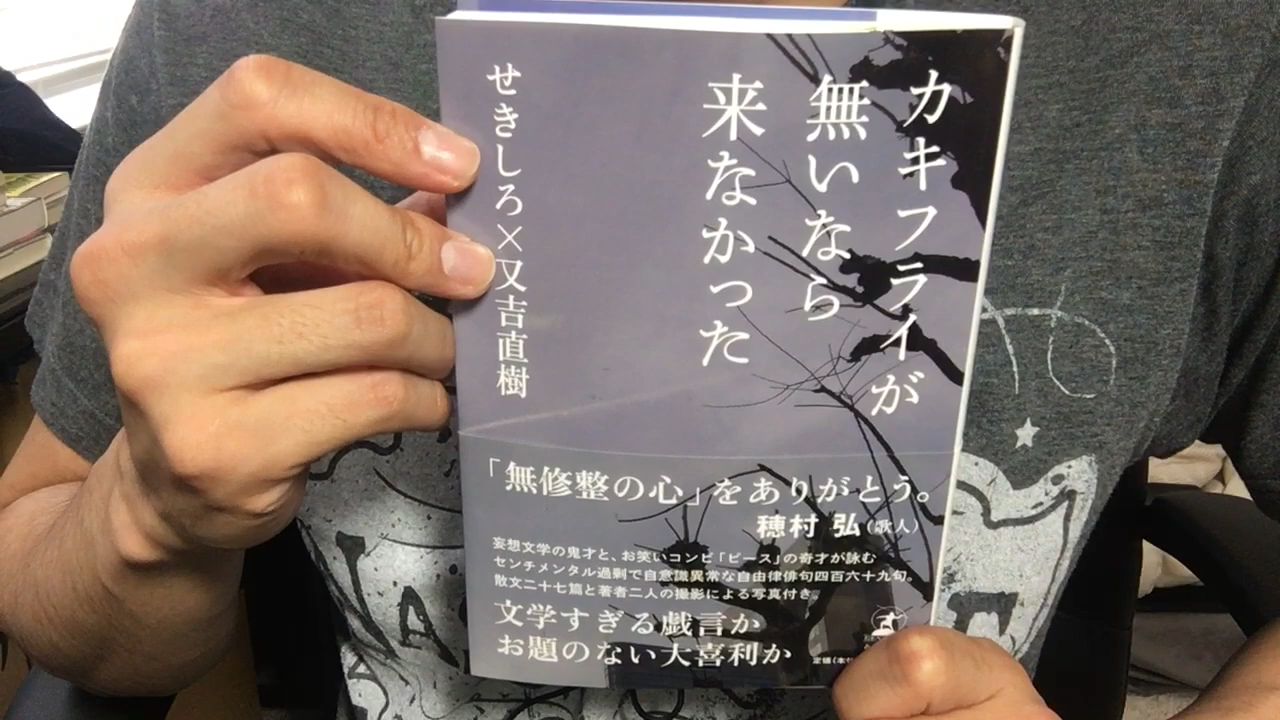 カキフライが
無いなら
来なかった
せきしろ×又吉直樹
「無修整の心」をありがとう。
穂村 弘（歌人）
妄想文学の鬼才と、お笑いコンビ「ピース」の奇才が詠む
センチメンタル過剰で自意識異常な自由律俳句四百六十九句。
散文二十七篇と著者二人の撮影による写真付き。
文学すぎる戯言か
お題のない大喜利か
定価(本体
NA